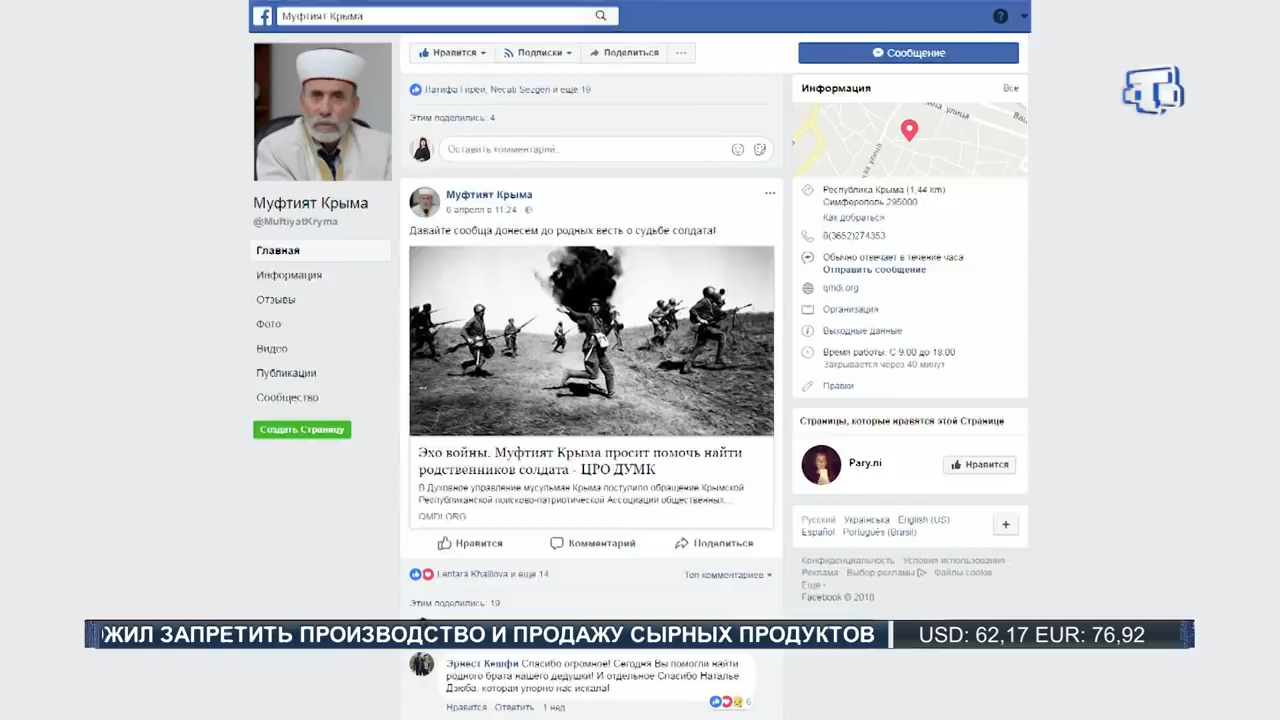 Муфтият Крыма
Нравится
Подписки
Поделиться
Сообщение
Латифа Гирей, Necati Sezgen и еще 19
Этим поделились: 4
Оставить комментарий...
Муфтият Крыма
@MuftiyatKryma
Главная
Информация
Отзывы
Фото
Видео
Публикации
Сообщество
Создать Страницу
Муфтият Крыма
6 апреля в 11:24
Давайте сообща донесем до родных весть о судьбе солдата!
Эхо войны. Муфтият Крыма просит помочь найти
родственников солдата - ЦРО ДУМК
В Духовное управление мусульман Крыма поступило обращение Крымской
Республиканской поисково-патриотической Ассоциации общественных...
QMDI.ORG
Нравится
Комментарий
Поделиться
Lentara Khalilova и еще 14
Топ комментариев
Этим поделились: 19
Информация
Все
Республика Крыма (1,44 km)
Симферополь 295000
Как добраться
8(3652)274353
Обычно отвечает в течение часа
Отправить сообщение
qmdi.org
Организация
Выходные данные
Время работы: С 9:00 до 18:00
Закрывается через 40 минут
Правки
Страницы, которые нравятся этой Странице
Pary.ni
Нравится
Русский Українська English (US)
Español Português (Brasil)
Конфиденциальность Условия использования
Реклама Выбор рекламы Файлы cookie
Еще
Facebook © 2018
ЖИЛ ЗАПРЕТИТЬ ПРОИЗВОДСТВО И ПРОДАЖУ СЫРНЫХ ПРОДУКТОВ
USD: 62,17 EUR: 76,92
Эрнест Кешфи Спасибо огромное! Сегодня Вы помогли найти
родного брата нашего дедушки! И отдельное Спасибо Наталье
Дзюба, которая упорно нас искала!
Нравится Ответить 1 нед
6